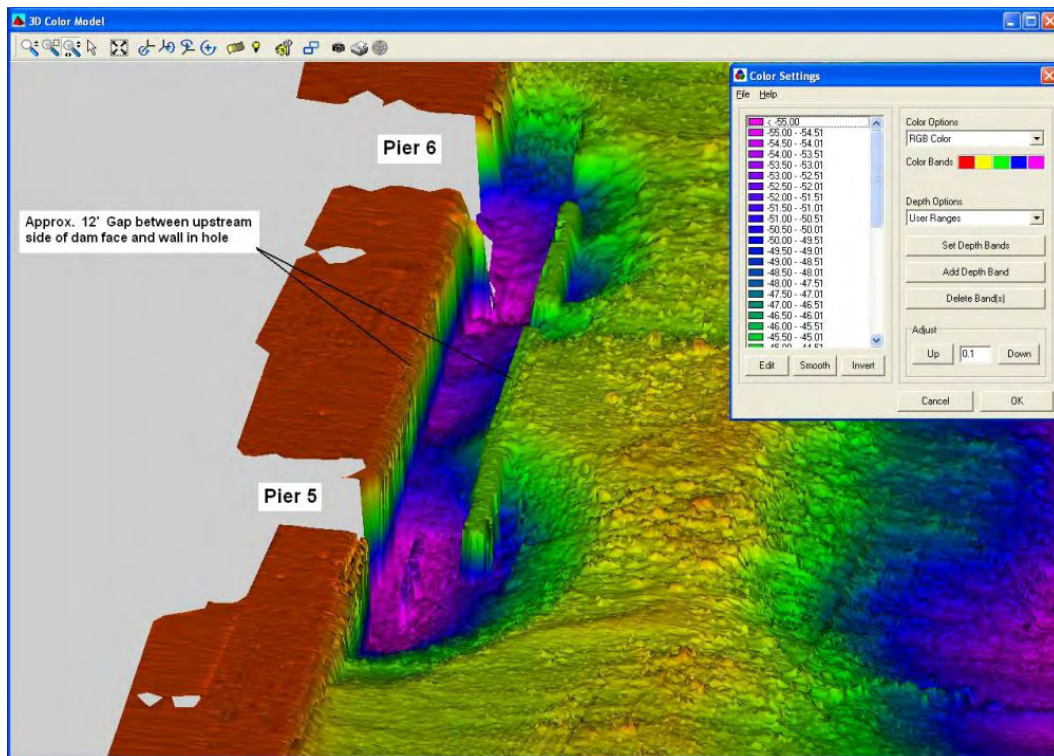 3D Color Model
Pier 6
Approx. 12' Gap between upstream
side of dam face and wall in hole
Pier 5
Color Settings
File Help
< -55.00
-55.00 - -54.51
-54.50 - -54.01
-54.00 - -53.51
-53.50 - -53.01
-53.00 - -52.51
-52.50 - -52.01
-52.00 - -51.51
-51.50 - -51.01
-51.00 - -50.51
-50.50 - -50.01
-50.00 - -49.51
-49.50 - -49.01
-49.00 - -48.51
-48.50 - -48.01
-48.00 - -47.51
-47.50 - -47.01
-47.00 - -46.51
-46.50 - -46.01
-46.00 - -45.51
-45.50 - -45.01
-45.00 - -44.51
Edit Smooth Invert
Color Options
RGB Color
Color Bands
Depth Options
User Ranges
Set Depth Bands
Add Depth Band
Delete Band(s)
Adjust
Up 0.1 Down
Cancel OK